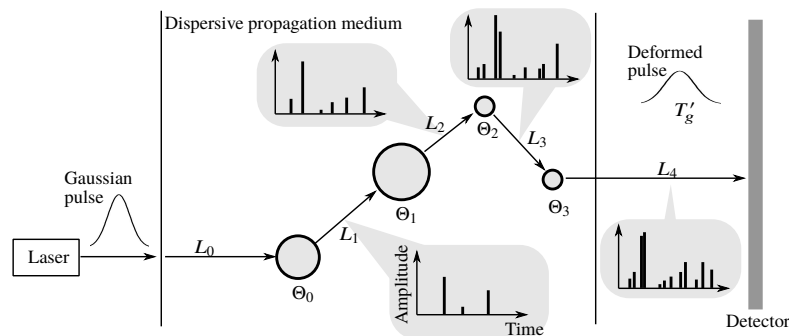 Dispersive propagation medium
Deformed
pulse
T'g
Gaussian
pulse
Laser
L0
Θ0
L1
Θ1
L2
Θ2
L3
Θ3
L4
Amplitude
Time
Detector